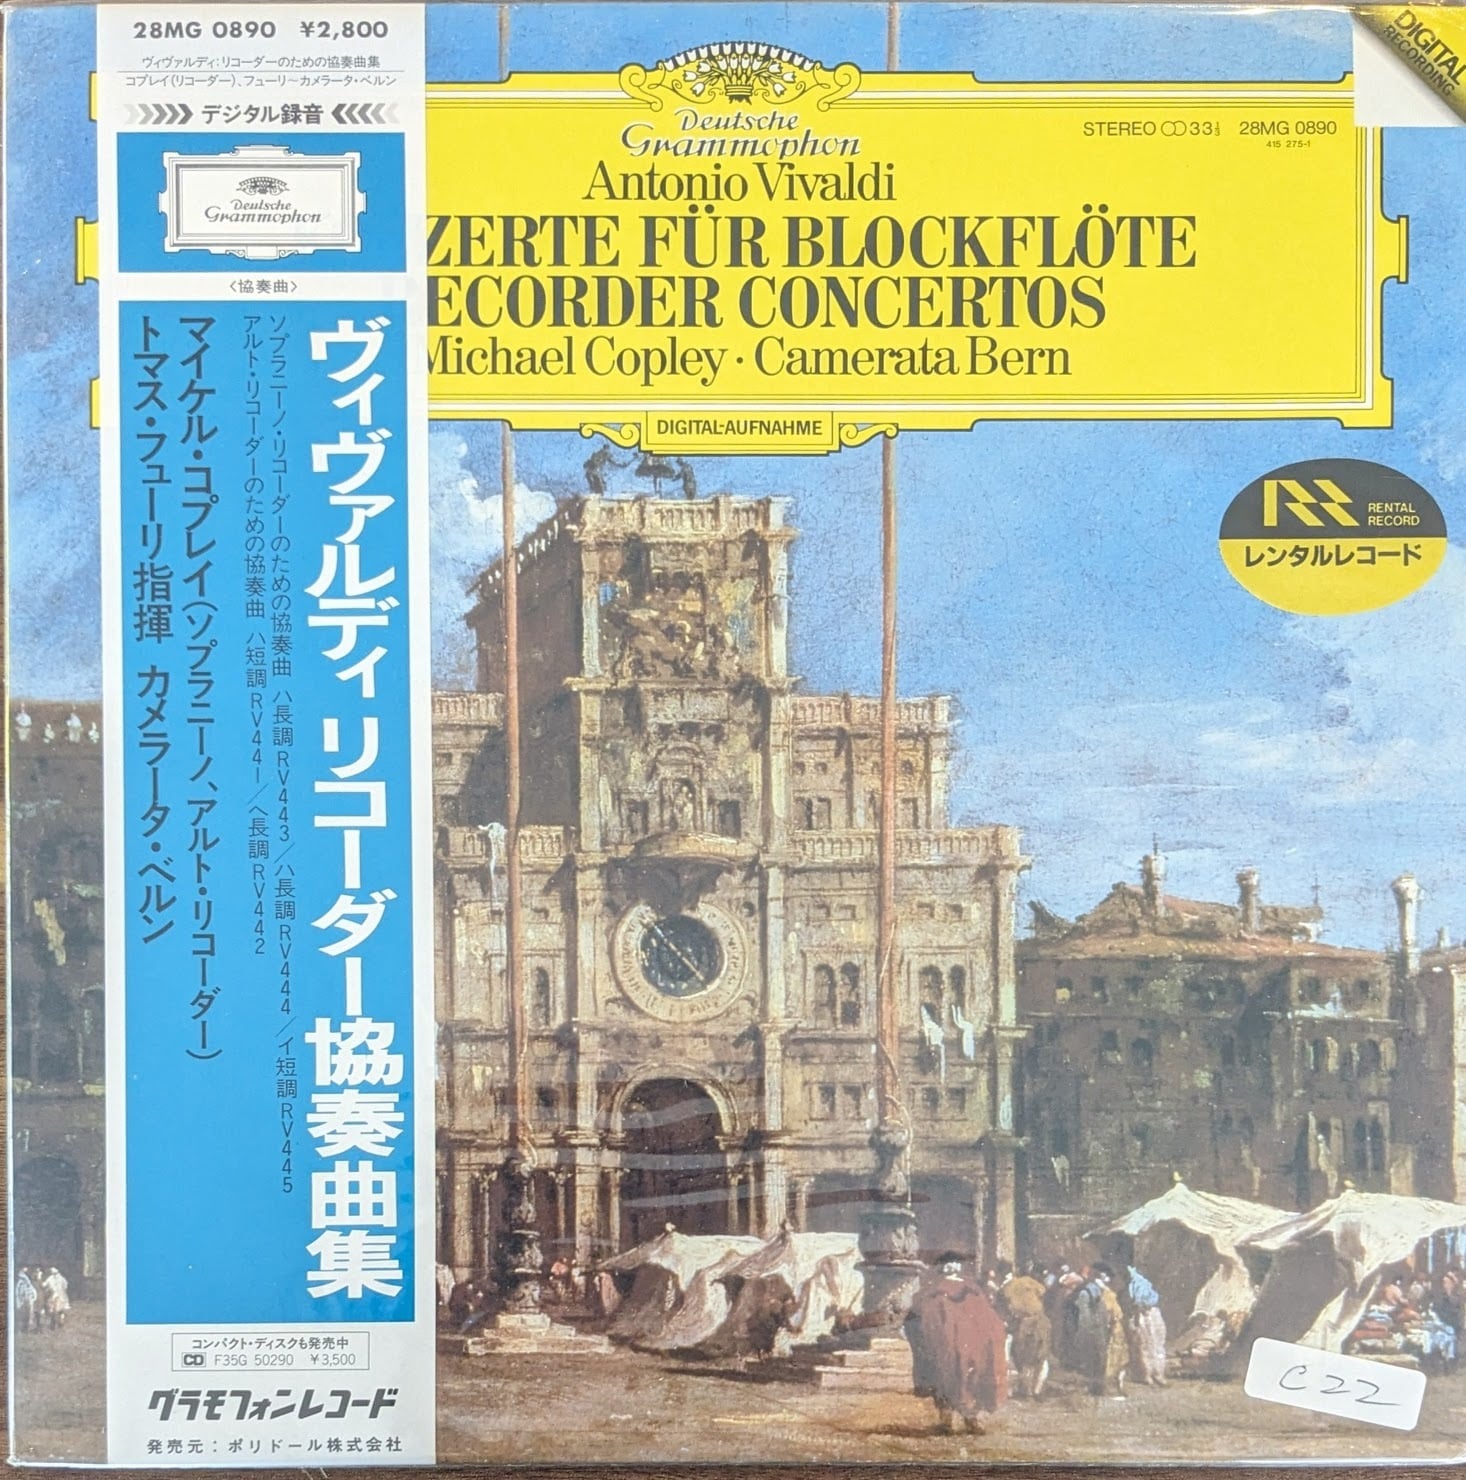 28MG 0890 ¥2,800
ヴィヴァルディ:リコーダーのための協奏曲集
コプレイ(リコーダー)、フューリ〜カメラータ・ベルン
デジタル録音
Deutsche
Grammophon
〈協奏曲〉
ヴィヴァルディ リコーダー協奏曲集
ソプラニーノ・リコーダーのための協奏曲 ハ長調 RV443/ハ長調 RV444/イ短調 RV445
アルト・リコーダーのための協奏曲 ハ短調 RV441/ヘ長調 RV442
マイケル・コプレイ(ソプラニーノ、アルト・リコーダー)
トマス・フューリ指揮 カメラータ・ベルン
コンパクト・ディスクも発売中
CD F35G 50290 ¥3,500
グラモフォンレコード
発売元:ポリドール株式会社
Deutsche
Grammophon
STEREO 33⅓ 28MG 0890
415 275-1
Antonio Vivaldi
ZERTE FÜR BLOCKFLÖTE
ECORDER CONCERTOS
Michael Copley · Camerata Bern
DIGITAL-AUFNAHME
DIGITAL
RECORDING
RENTAL
RECORD
レンタルレコード
C22